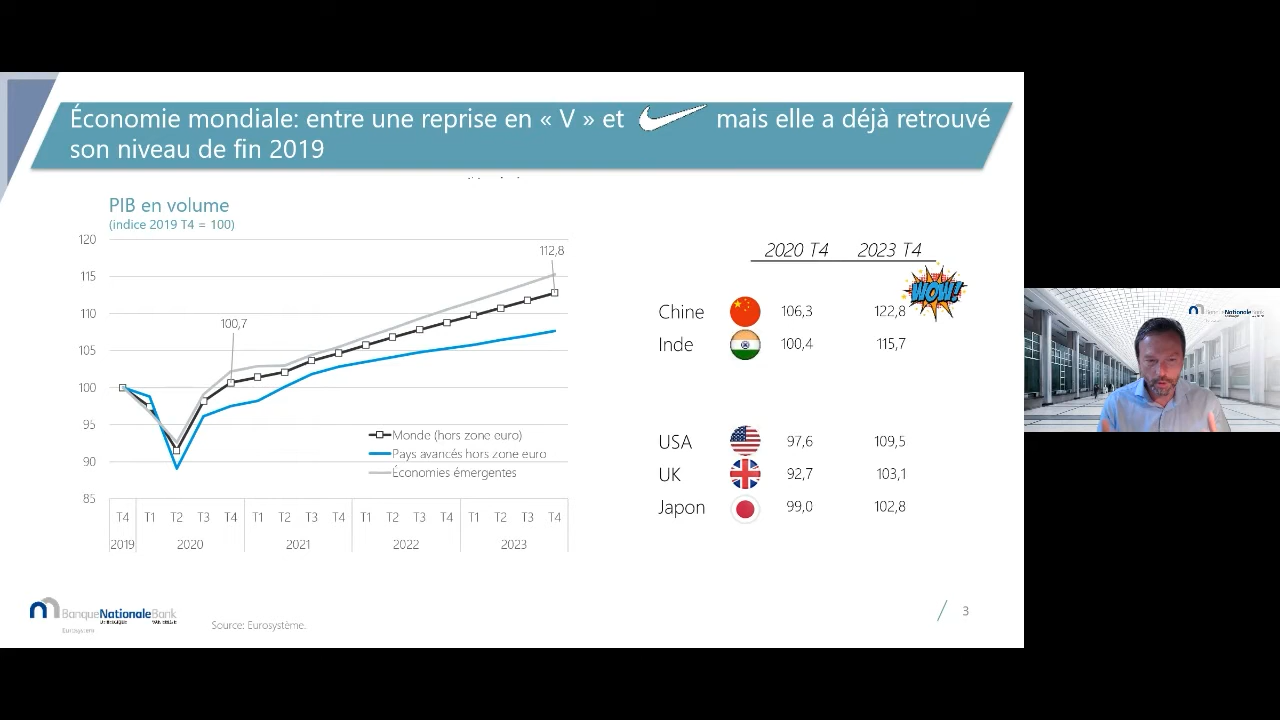 Économie mondiale: entre une reprise en « V » et mais elle a déjà retrouvé
son niveau de fin 2019
PIB en volume
(indice 2019 T4 = 100)
120
115
110
105
100
95
90
85
112,8
100,7
Monde (hors zone euro)
Pays avancés hors zone euro
Économies émergentes
T4 T1 T2 T3 T4 T1 T2 T3 T4 T1 T2 T3 T4 T1 T2 T3 T4
2019 2020 2021 2022 2023
2020 T4 2023 T4
WOW!
Chine 106,3 122,8
Inde 100,4 115,7
USA 97,6 109,5
UK 92,7 103,1
Japon 99,0 102,8
BanqueNationaleBank
Eurosystem
Source: Eurosystème.
3